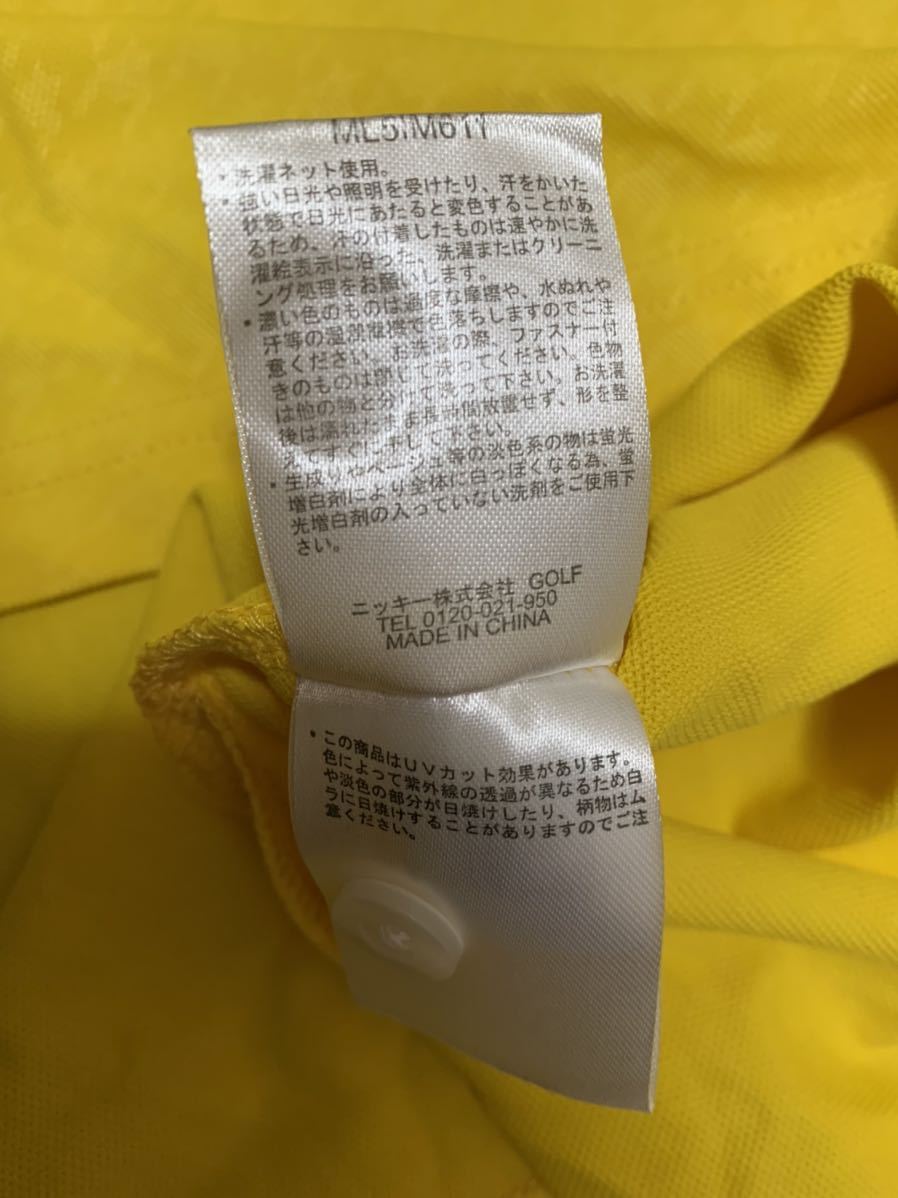 ・洗濯ネット使用。
・強い日光や照明を受けたり、汗をかいた
状態で日光にあたると変色することがあ
るため、汗の付着したものは速やかに洗
濯絵表示に沿った、洗濯またはクリーニ
ング処理をお願いします。
・濃い色のものは過度な摩擦や、水ぬれや
汗等の湿潤摩擦で色落ちしますのでご注
意ください。お洗濯の際、ファスナー付
きのものは閉じて洗ってください。色物
は他の物と分けて洗って下さい。お洗濯
後は濡れたまま長時間放置せず、形を整
えてすぐに干して下さい。
・生成りやベージュ等の淡色系の物は蛍光
増白剤により全体に白っぽくなる為、蛍
光増白剤の入っていない洗剤をご使用下
さい。
ニッキー株式会社 GOLF
TEL 0120-021-950
MADE IN CHINA
・この商品はUVカット効果があります。
色によって紫外線の透過が異なるため白
や淡色の部分が日焼けしたり、柄物はム
ラに日焼けすることがありますのでご注
意ください。